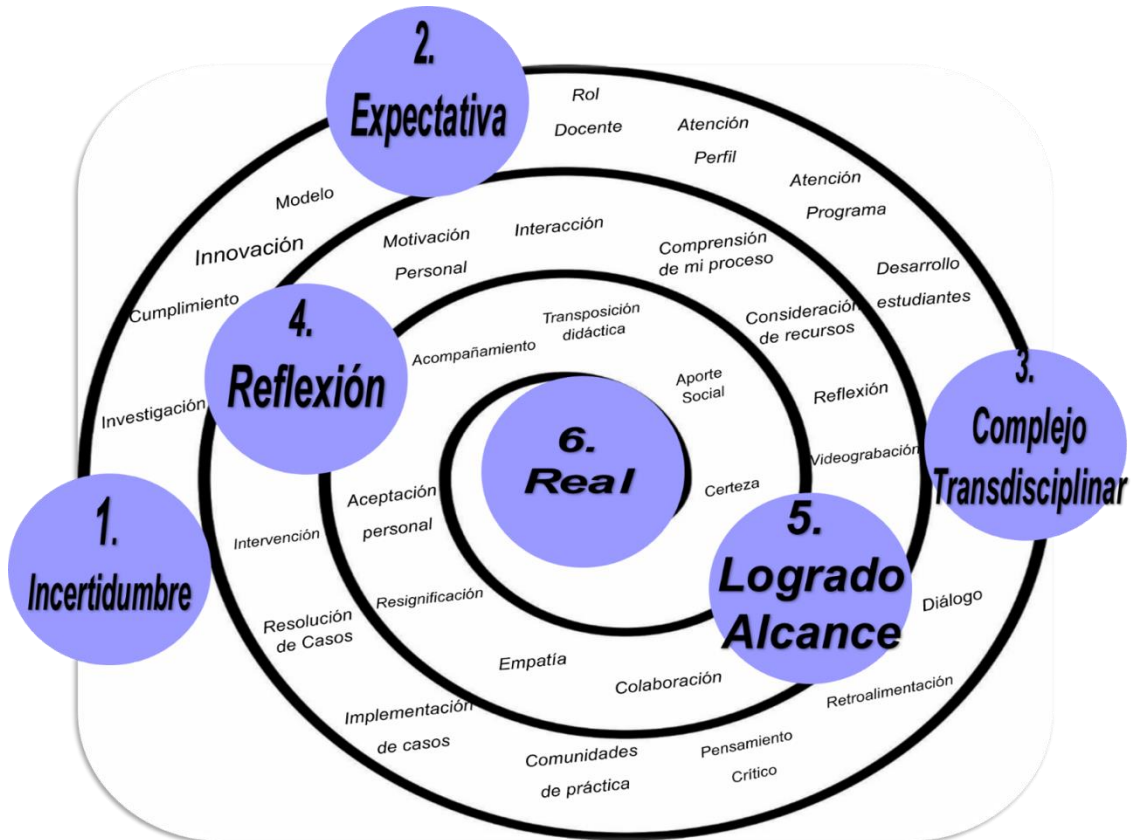 2.
Expectativa
Rol
Docente
Atención
Perfil
Atención
Programa
Modelo
Innovación
Cumplimiento
Investigación
Motivación
Personal
Interacción
Comprensión
de mi proceso
Desarrollo
estudiantes
Consideración
de recursos
4.
Reflexión
Acompañamiento
Transposición
didáctica
Aporte
Social
Reflexión
Videograbación
3.
Complejo
Transdisciplinar
6.
Real
Certeza
1.
Incertidumbre
Intervención
Aceptación
personal
5.
Logrado
Alcance
Resolución
de Casos
Resignificación
Empatía
Colaboración
Diálogo
Retroalimentación
Implementación
de casos
Comunidades
de práctica
Pensamiento
Crítico